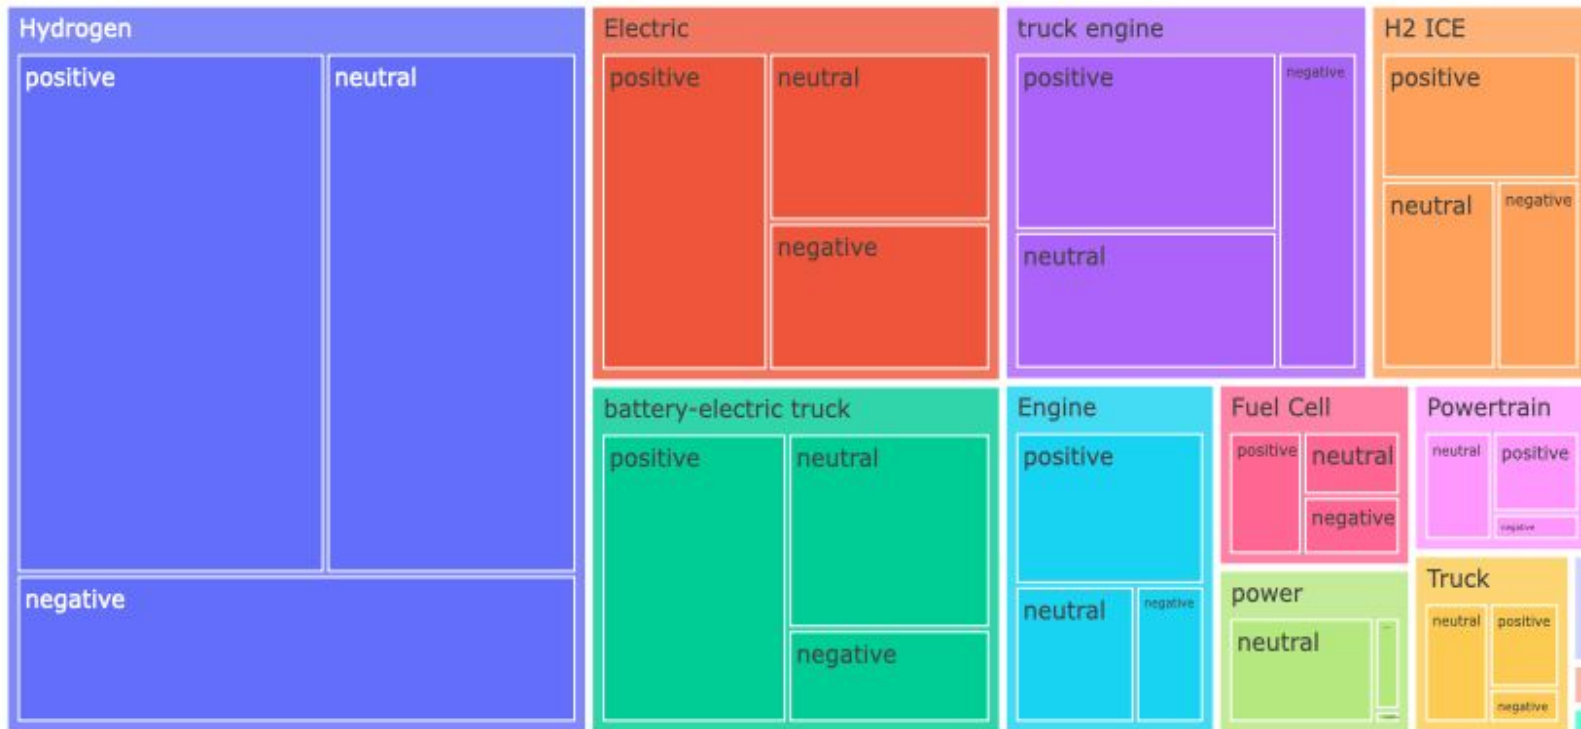 Hydrogen
positive
neutral
negative
Electric
positive
neutral
negative
battery-electric truck
positive
neutral
negative
truck engine
positive
negative
neutral
H2 ICE
positive
neutral
negative
Engine
positive
neutral
negative
Fuel Cell
positive
neutral
negative
Powertrain
neutral
positive
negative
power
neutral
Truck
neutral
positive
negative